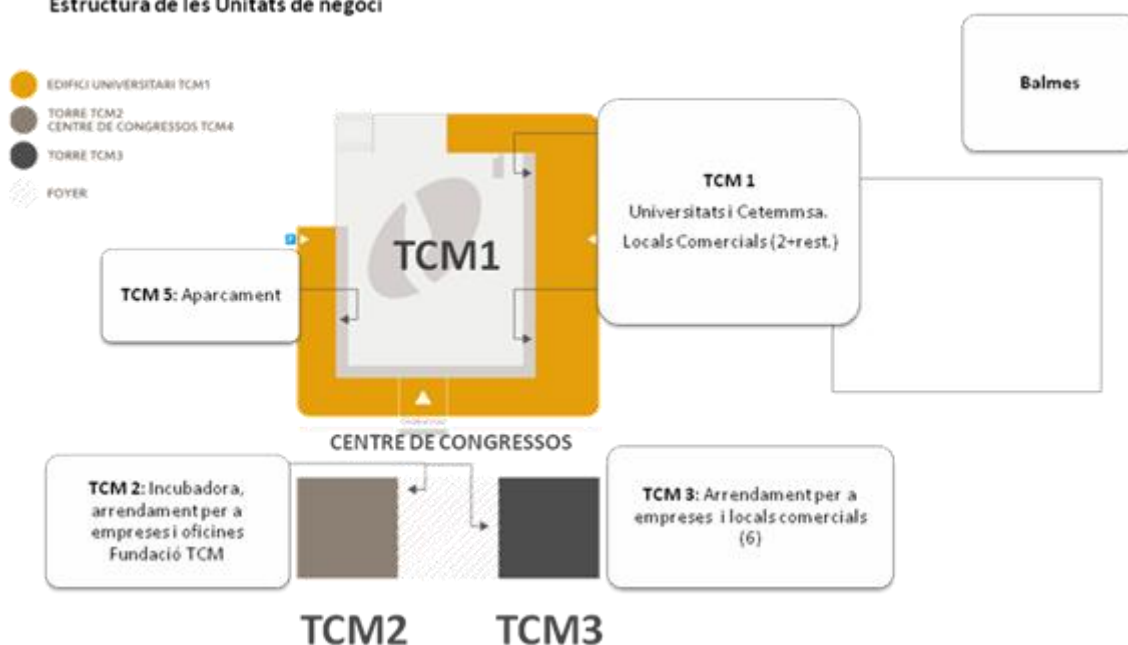 Estructura de les Unitats de negoci
EDIFICI UNIVERSITARI TCM1
TORRE TCM2
CENTRE DE CONGRESSOS TCM4
TORRE TCM3
FOYER
Balmes
TCM 1
Universitats i Cetemmsa.
Locals Comercials (2+rest.)
TCM1
TCM 5: Aparcament
CENTRE DE CONGRESSOS
TCM 2: Incubadora,
arrendament per a
empreses i oficines
Fundació TCM
TCM 3: Arrendament per a
empreses i locals comercials
(6)
TCM2
TCM3